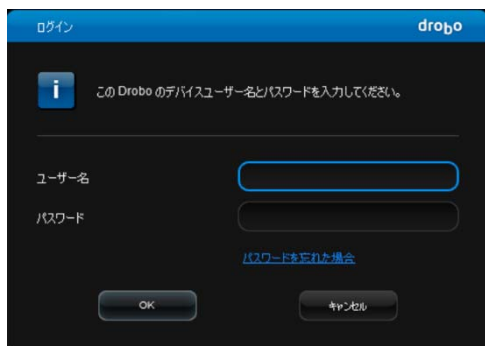 ログイン
drobo
i
この Drobo のデバイスユーザー名とパスワードを入力してください。
ユーザー名
パスワード
パスワードを忘れた場合
OK
キャンセル